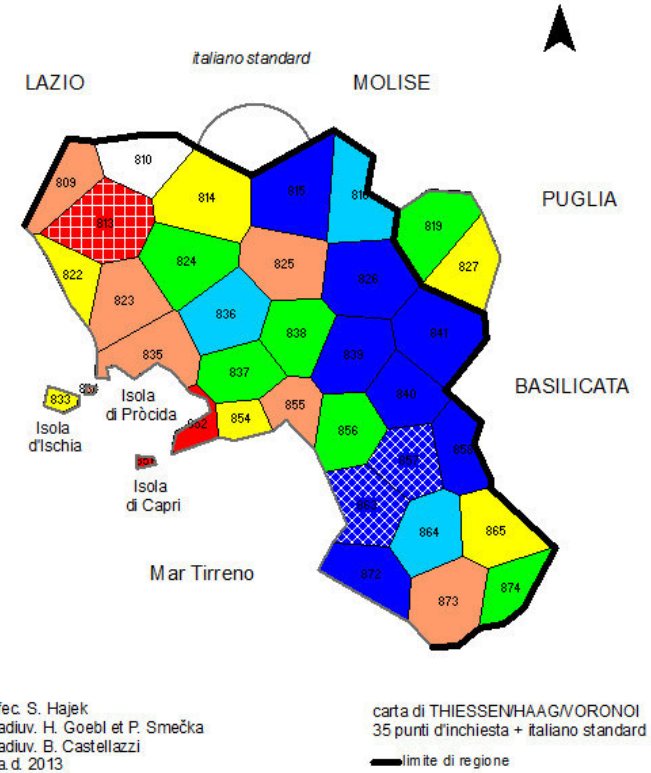 italiano standard
LAZIO
MOLISE
810
809
815
816
814
813
PUGLIA
819
824
825
827
822
826
823
836
838
841
835
839
837
BASILICATA
840
833
Isola
di Pròcida
855
854
852
Isola
d'Ischia
856
858
857
Isola
di Capri
863
864
865
Mar Tirreno
872
874
873
fec. S. Hajek
adiuv. H. Goebl et P. Smečka
adiuv. B. Castellazzi
a.d. 2013
carta di THIESSEN/HAAG/VORONOI
35 punti d'inchiesta + italiano standard
limite di regione